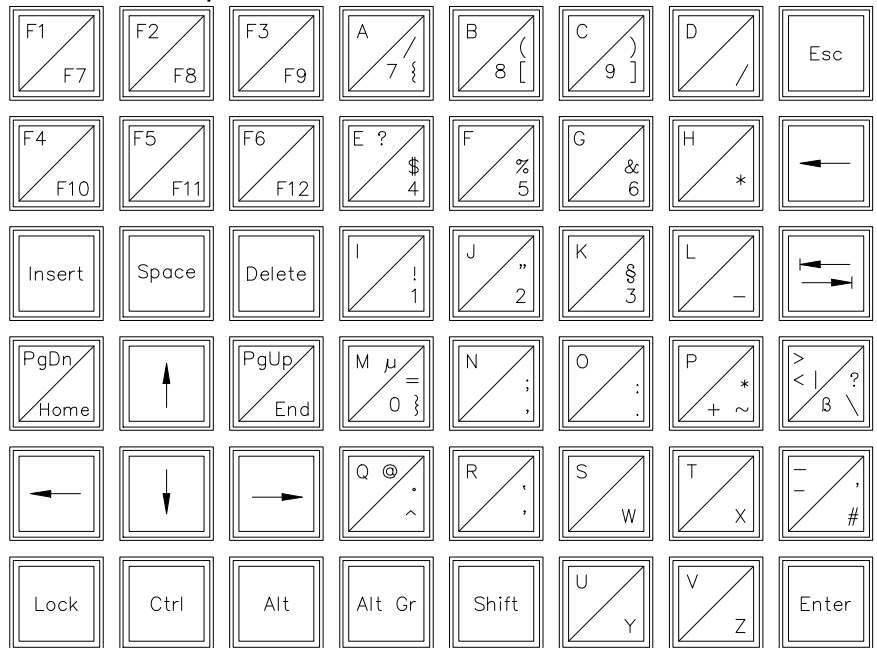 F1 F2 F3 A / B ( C ) D Esc
F7 F8 F9 7 { 8 [ 9 ] /
F4 F5 F6 E ? $ F % G & H *
F10 F11 F12 4 5 6
Insert Space Delete I ! J " K § L
1 2 3 –
PgDn PgUp M µ = N ; O : P * > < | ?
Home End 0 } , . + ~ ß \
Q @ ° R ‘ S T – – ’
^ ’ W X #
Lock Ctrl Alt Alt Gr Shift U V Enter
Y Z